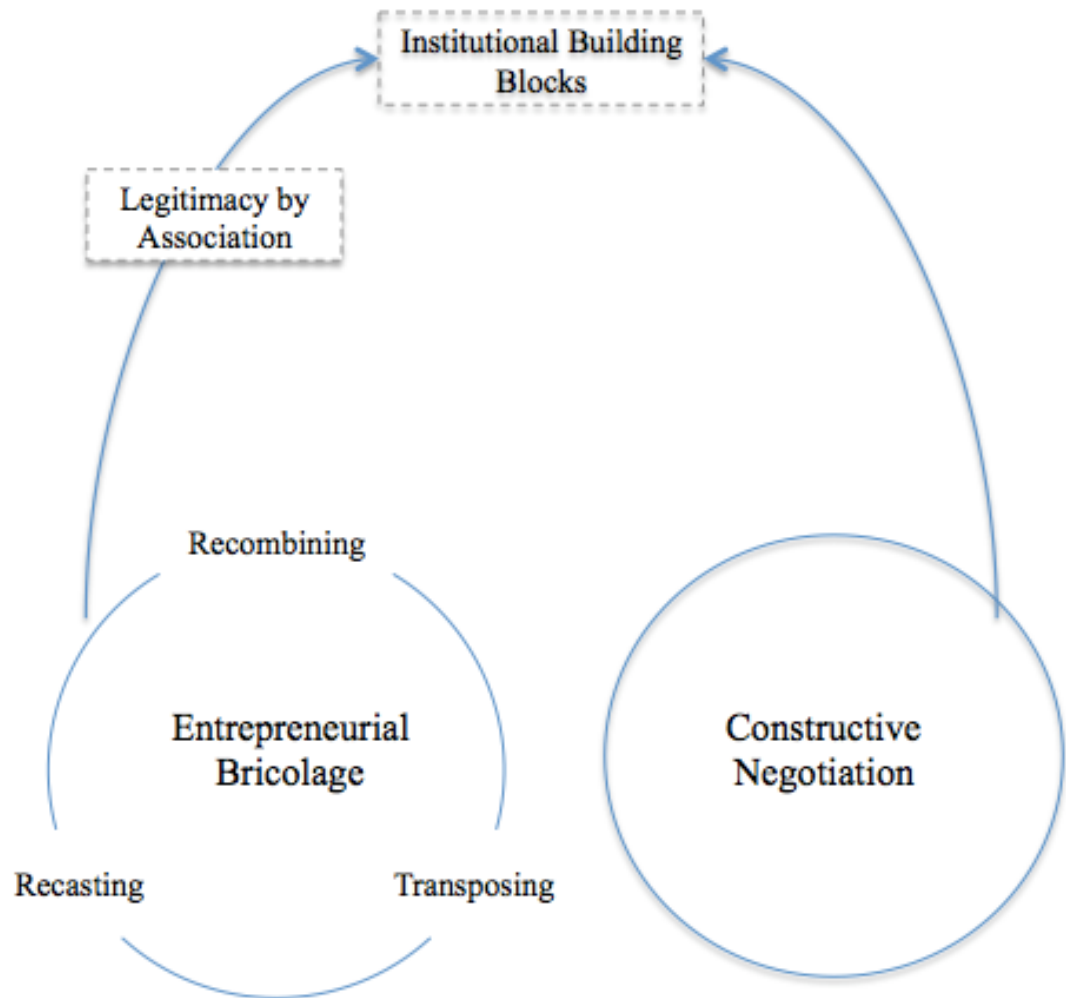 Institutional Building
Blocks
Legitimacy by
Association
Recombining
Entrepreneurial
Bricolage
Constructive
Negotiation
Recasting
Transposing